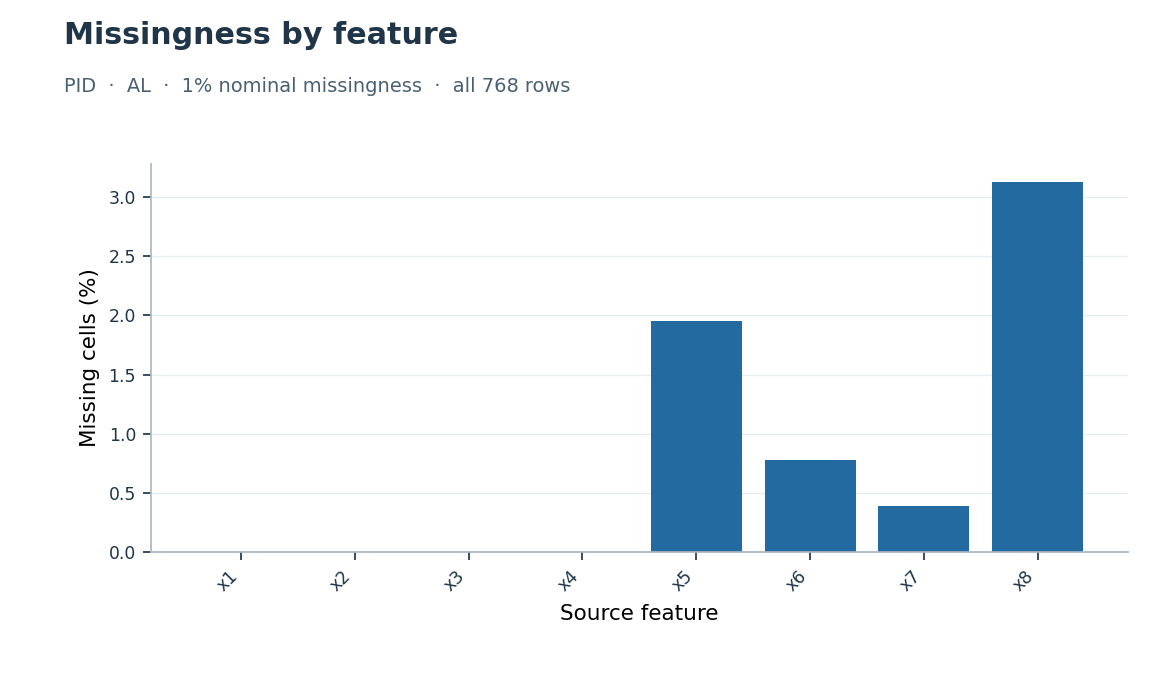 Missingness by feature
PID · AL · 1% nominal missingness · all 768 rows
Missing cells (%)
3.0
2.5
2.0
1.5
1.0
0.5
0.0
x1 x2 x3 x4 x5 x6 x7 x8
Source feature